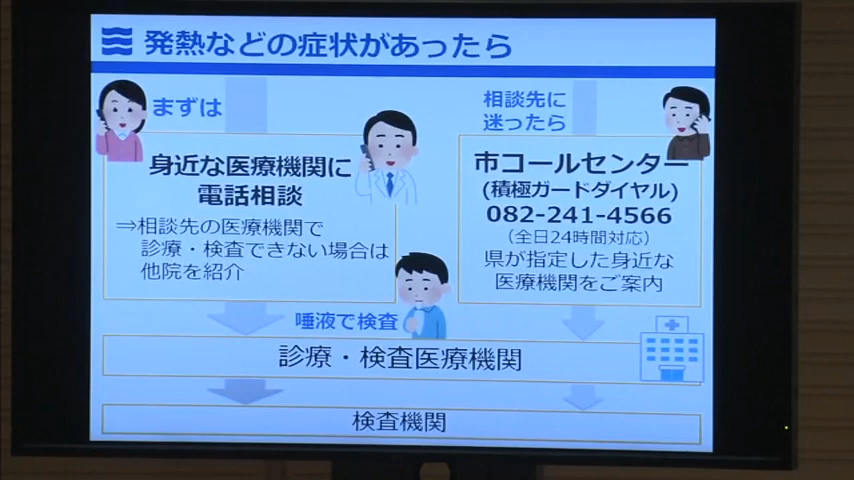 発熱などの症状があったら
まずは
身近な医療機関に
電話相談
⇒相談先の医療機関で
診療・検査できない場合は
他院を紹介
相談先に
迷ったら
市コールセンター
(積極ガードダイヤル)
082-241-4566
(全日24時間対応)
県が指定した身近な
医療機関をご案内
唾液で検査
診療・検査医療機関
検査機関